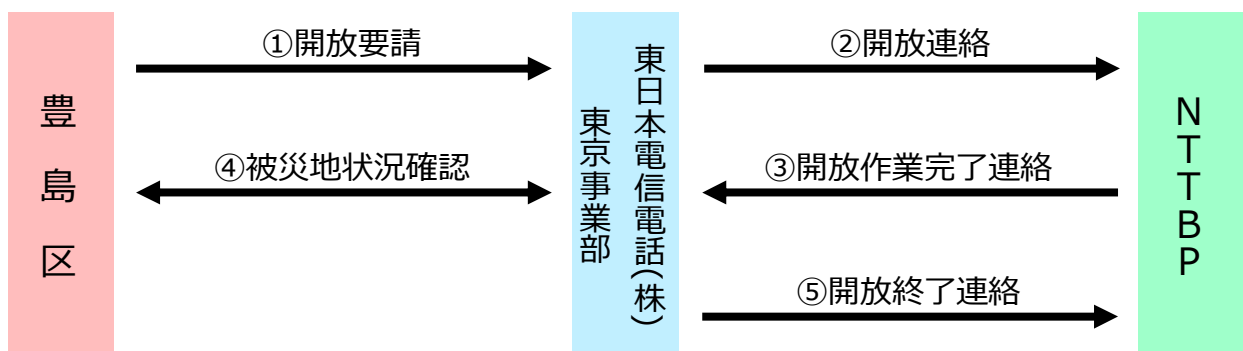 豊島区
①開放要請
④被災地状況確認
東日本電信電話(株)
東京事業部
②開放連絡
③開放作業完了連絡
⑤開放終了連絡
NTTBP